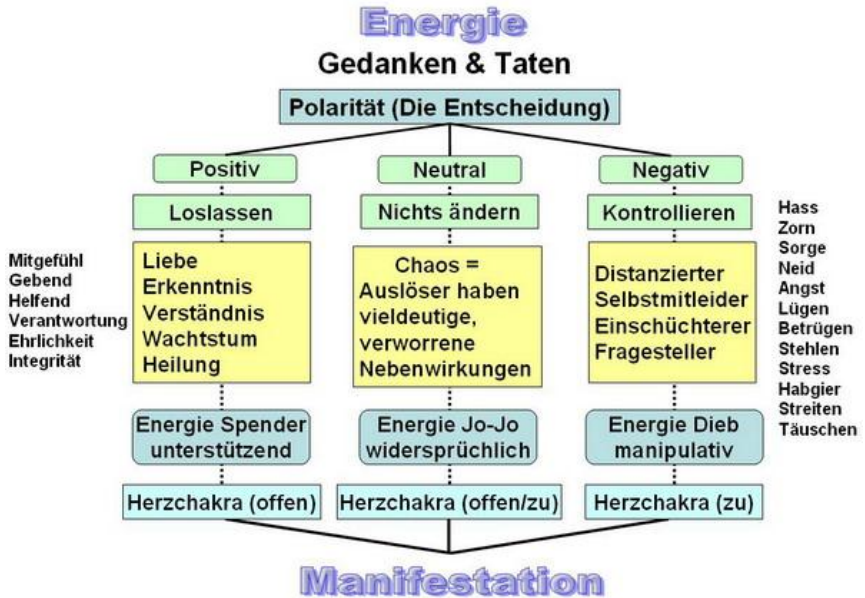 Energie
Gedanken & Taten
Polarität (Die Entscheidung)
Positiv
Neutral
Negativ
Loslassen
Nichts ändern
Kontrollieren
Mitgefühl
Gebend
Helfend
Verantwortung
Ehrlichkeit
Integrität
Liebe
Erkenntnis
Verständnis
Wachtstum
Heilung
Chaos =
Auslöser haben
vieldeutige,
verworrene
Nebenwirkungen
Distanzierter
Selbstmitleider
Einschüchterer
Fragesteller
Hass
Zorn
Sorge
Neid
Angst
Lügen
Betrügen
Stehlen
Stress
Habgier
Streiten
Täuschen
Energie Spender
unterstützend
Energie Jo-Jo
widersprüchlich
Energie Dieb
manipulativ
Herzchakra (offen)
Herzchakra (offen/zu)
Herzchakra (zu)
Manifestation